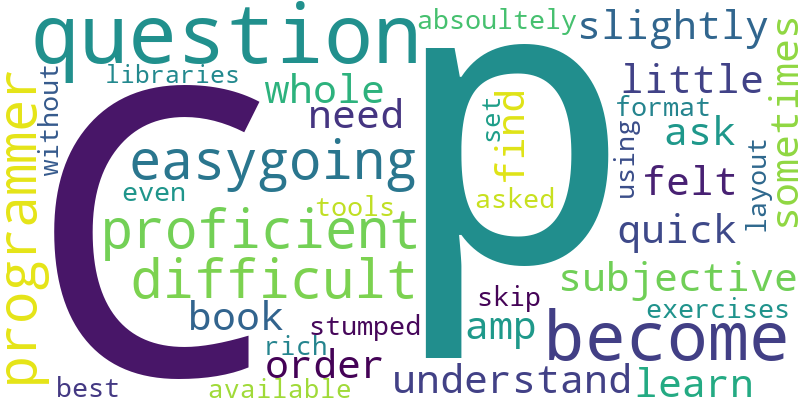 question
absoultely
slightly
sometimes
libraries
without
whole
need
C
p
set
find
little
format
ask
using
layout
programmer
easygoing
even
tools
asked
felt
proficient
quick
difficult
subjective
book
stumped
skip
amp
exercises
become
rich
order
best
available
understand
learn